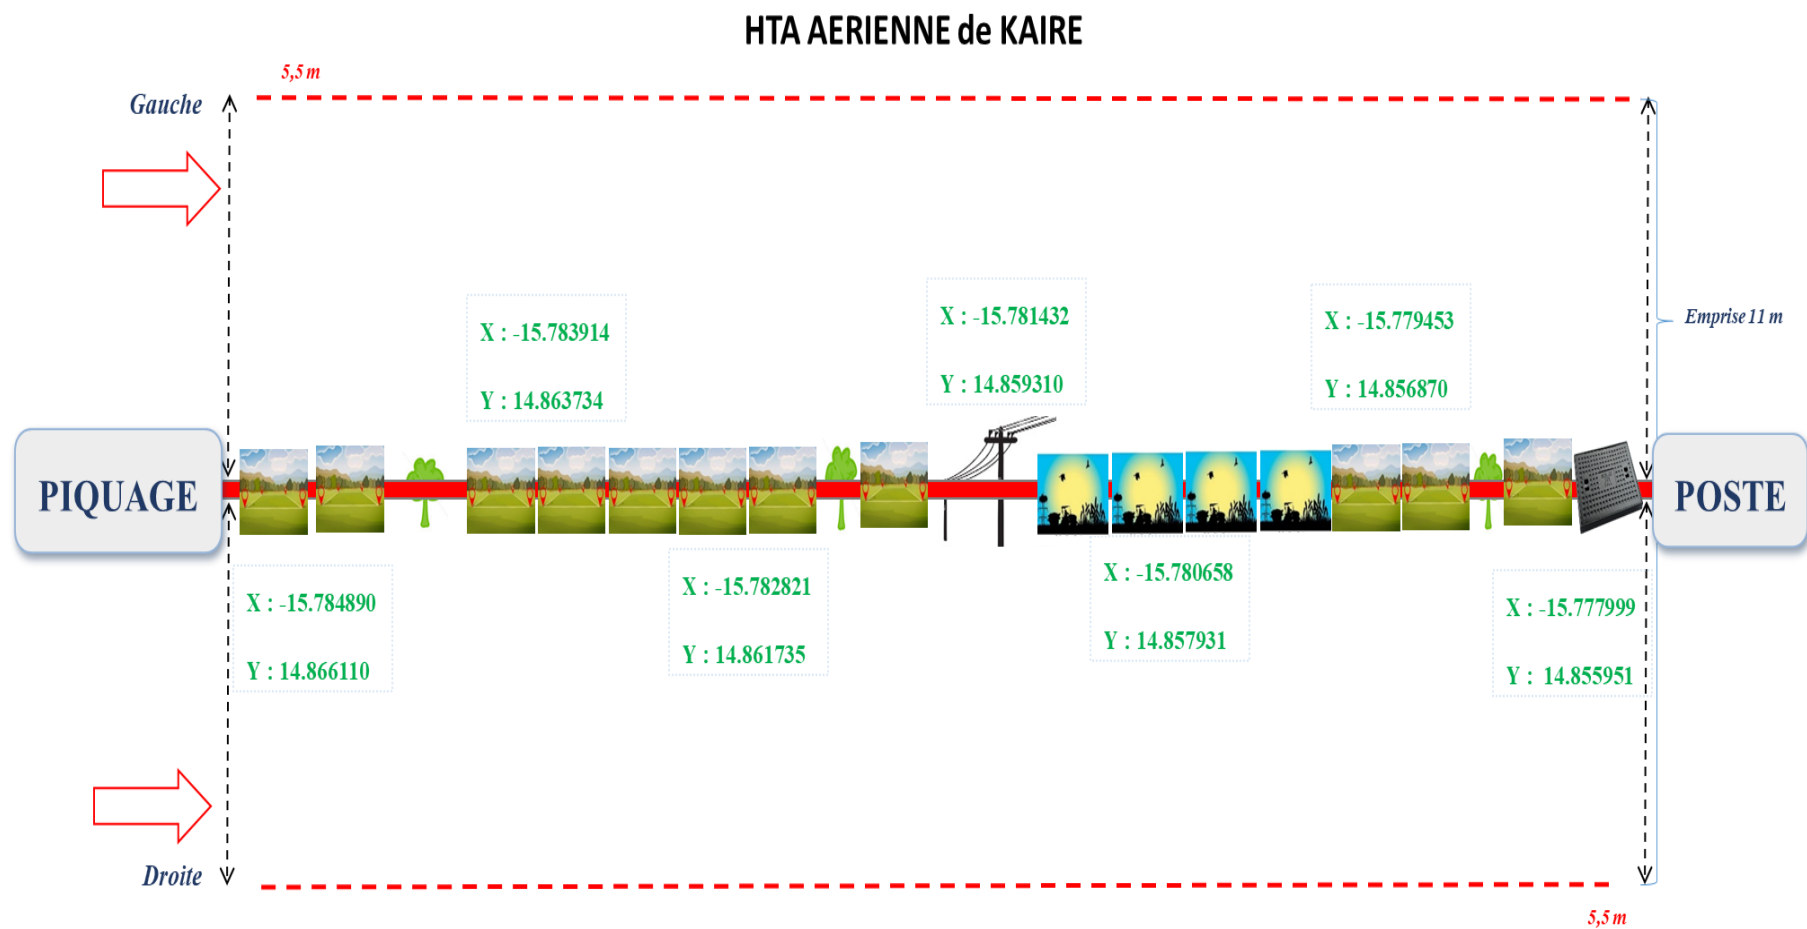 HTA AERIENNE de KAIRE
5,5 m
Gauche
X : -15.783914
Y : 14.863734
X : -15.781432
Y : 14.859310
X : -15.779453
Y : 14.856870
Emprise 11 m
PIQUAGE
POSTE
X : -15.784890
Y : 14.866110
X : -15.782821
Y : 14.861735
X : -15.780658
Y : 14.857931
X : -15.777999
Y : 14.855951
Droite
5,5 m